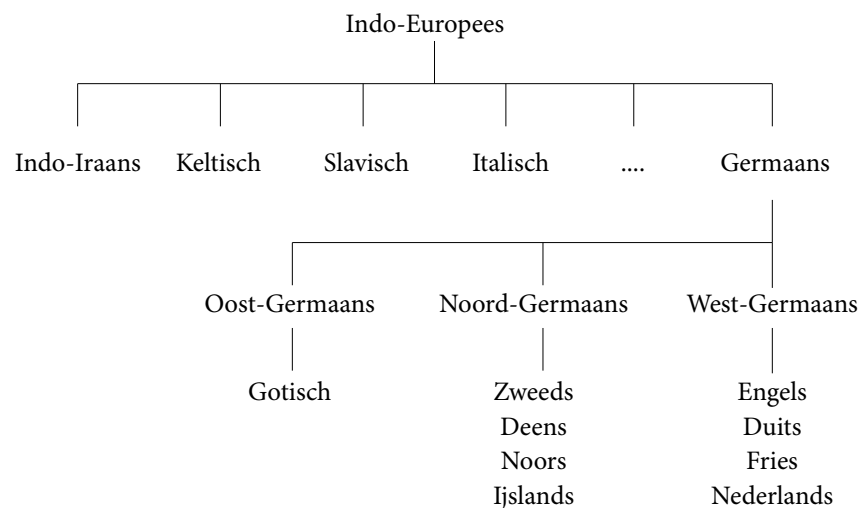 Indo-Europees
Indo-Iraans Keltisch Slavisch Italisch .... Germaans
Oost-Germaans Noord-Germaans West-Germaans
Gotisch Zweeds Engels
Deens Duits
Noors Fries
Ijslands Nederlands